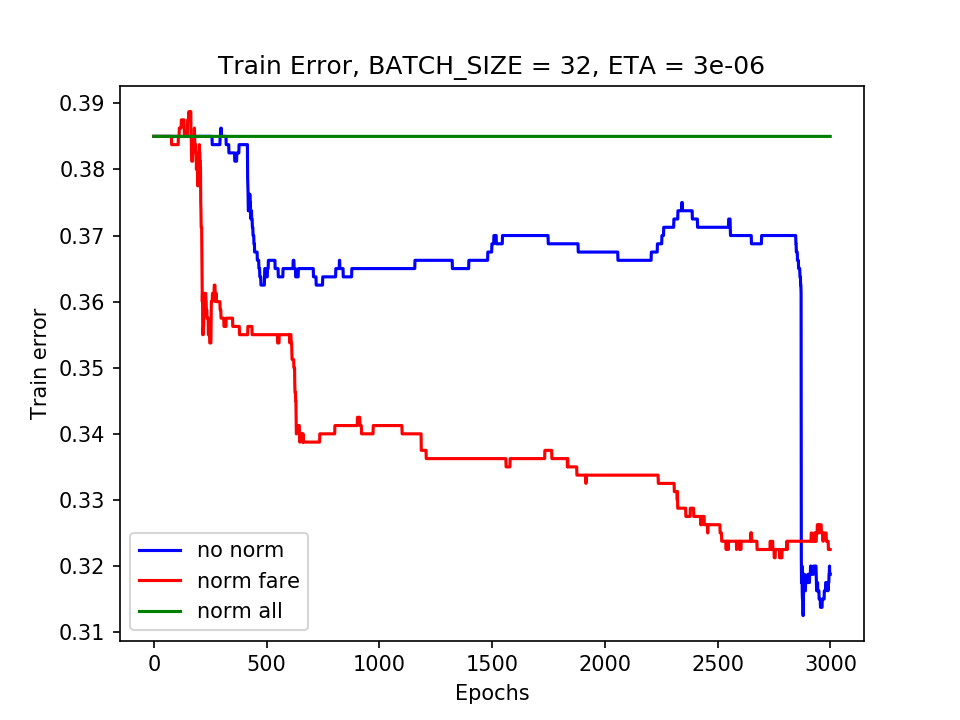 Train Error, BATCH_SIZE = 32, ETA = 3e-06
Train error
0.39
0.38
0.37
0.36
0.35
0.34
0.33
0.32
0.31
no norm
norm fare
norm all
0 500 1000 1500 2000 2500 3000
Epochs